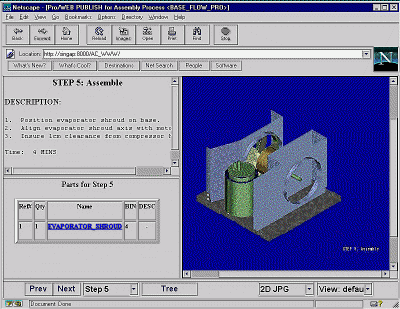 Netscape - [Pro/WEB PUBLISH for Assembly Process <BASE_FLOW_PRO>]
File Edit View Go Bookmarks Options Directory Window Help
Back Forward Home Reload Images Open Print Find Stop
Location: http://singap:8000/AC_WWW/
What's New? What's Cool? Destinations Net Search People Software
N
STEP 5: Assemble
DESCRIPTION:
1. Position evaporator shroud on base.
2. Align evaporator shroud axis with moto
3. Insure 1cm clearance from compressor
Time: 4 MINS
Parts for Step 5
Ref# Qty Name BIN DESC
1 1 EVAPORATOR_SHROUD 4 .
STEP 5, Assemble
Prev Next Step 5 Tree 2D JPG View: defau
Document Done